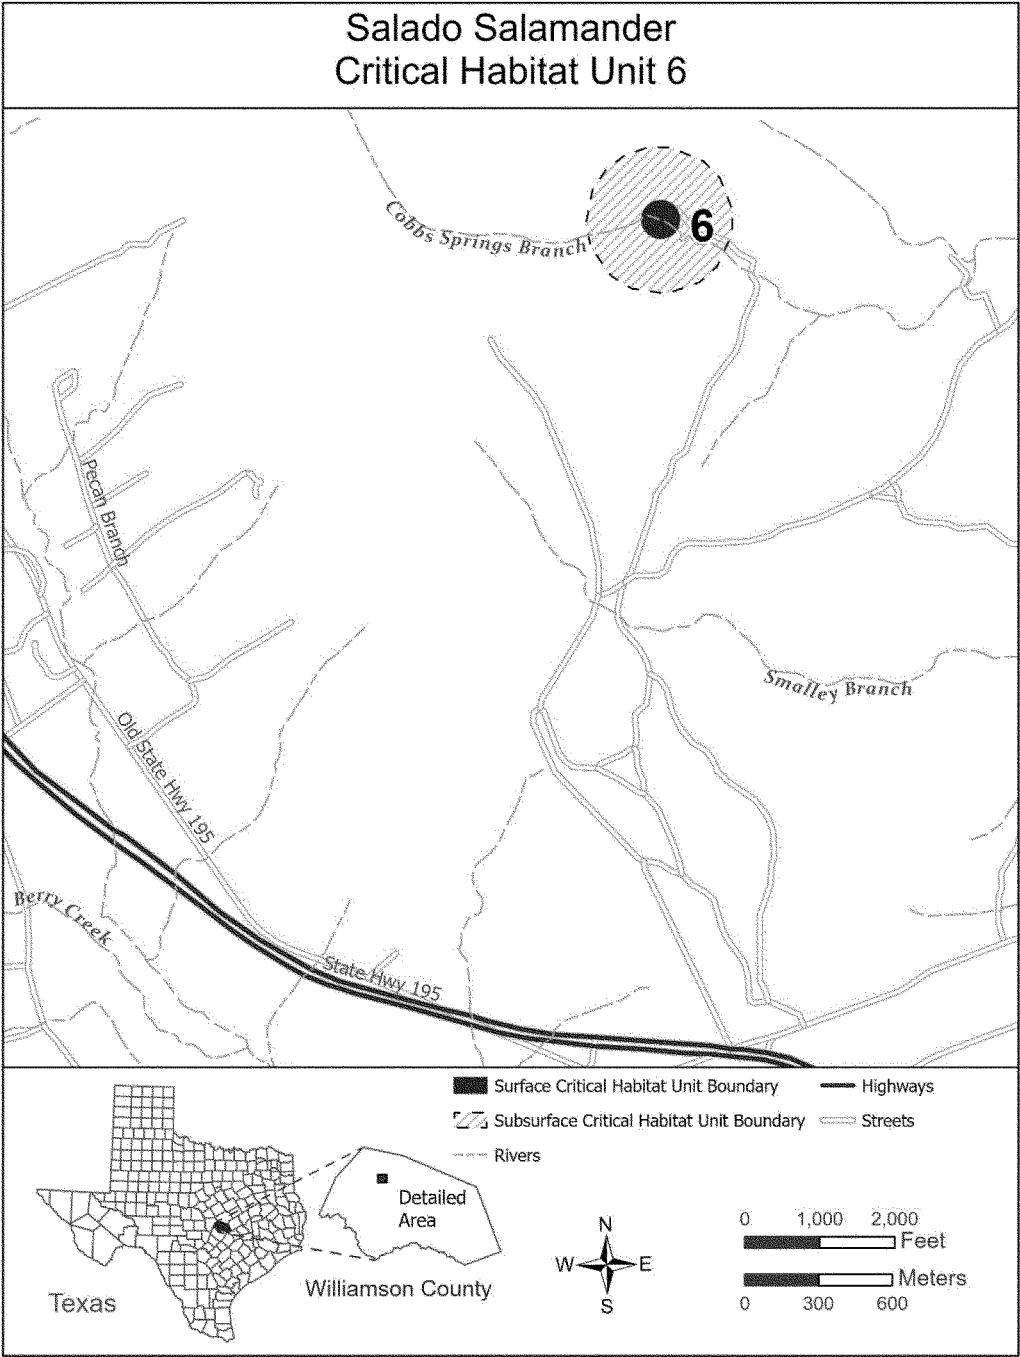 Salado Salamander
Critical Habitat Unit 6
Cobbs Springs Branch
6
Pecan Branch
Smalley Branch
Old State Hwy 195
Berry Creek
State Hwy 195
Surface Critical Habitat Unit Boundary
Highways
Subsurface Critical Habitat Unit Boundary
Streets
Rivers
Detailed
Area
Williamson County
Texas
N
W
E
S
0 1,000 2,000
Feet
Meters
0 300 600